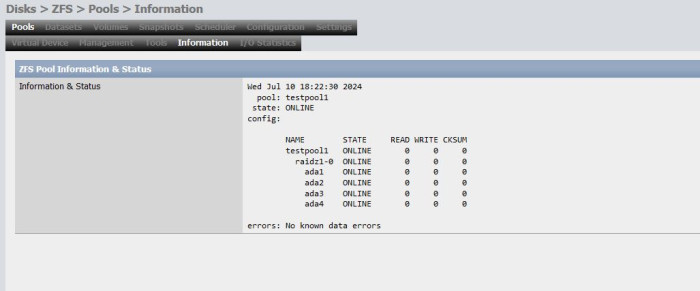 Disks > ZFS > Pools > Information
Pools Datasets Volumes Snapshots Scheduler Configuration Settings
Virtual Device Management Tools Information I/O Statistics
ZFS Pool Information & Status
Information & Status
Wed Jul 10 18:22:30 2024
pool: testpool1
state: ONLINE
config:
NAME STATE READ WRITE CKSUM
testpool1 ONLINE 0 0 0
raidz1-0 ONLINE 0 0 0
ada1 ONLINE 0 0 0
ada2 ONLINE 0 0 0
ada3 ONLINE 0 0 0
ada4 ONLINE 0 0 0
errors: No known data errors